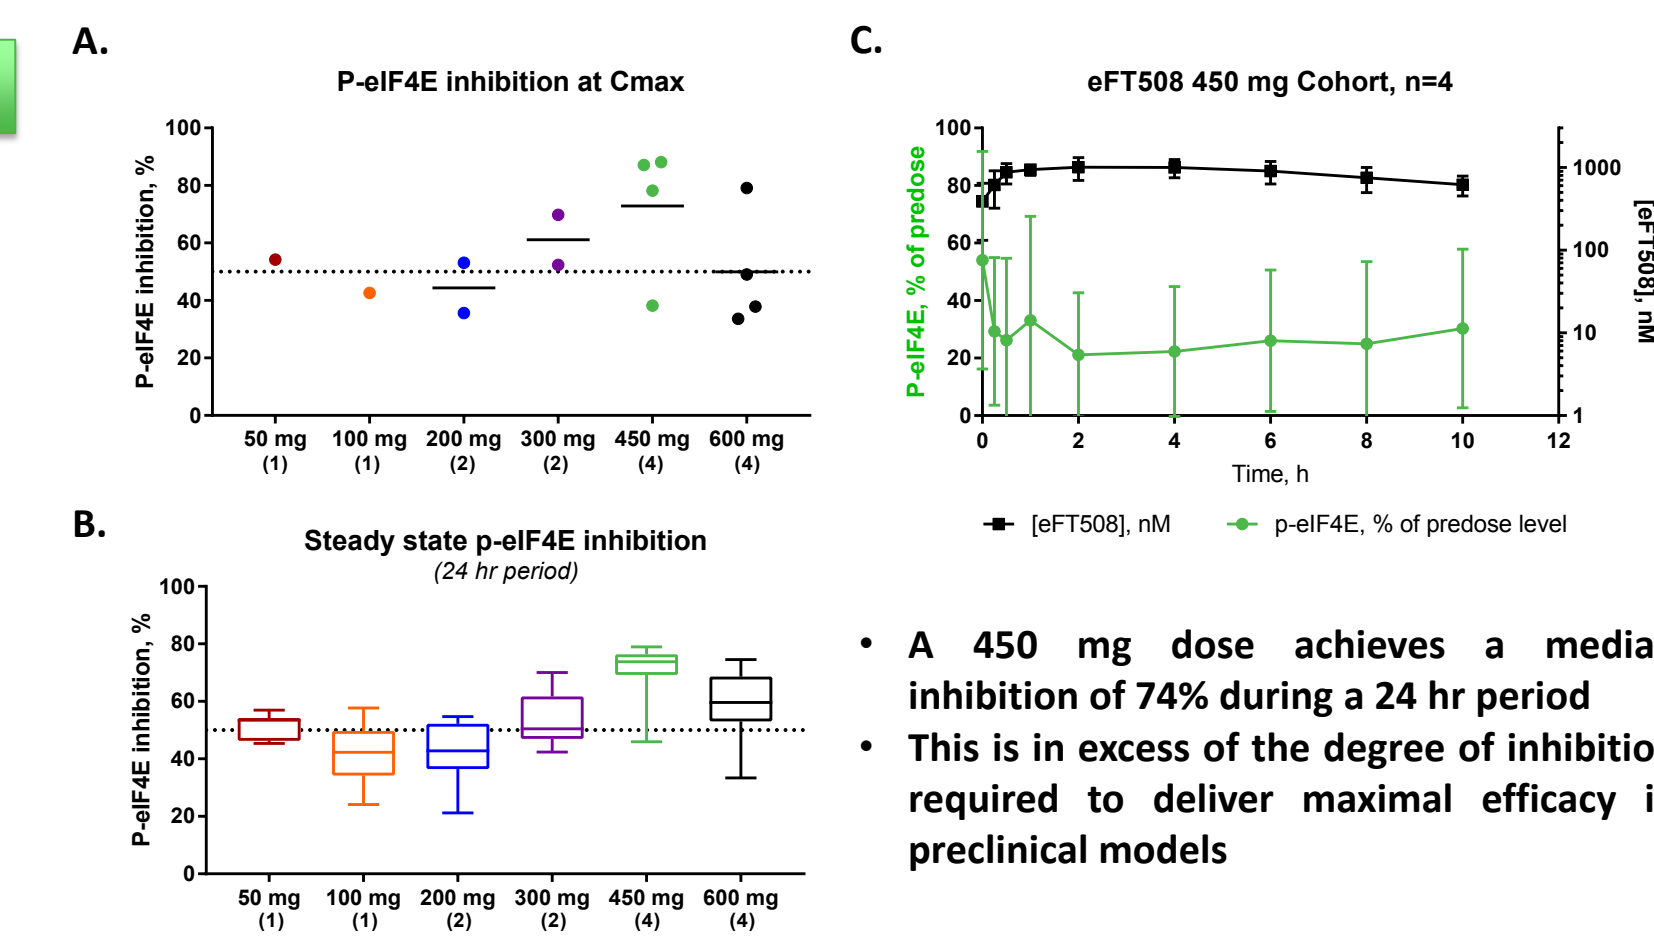 A.
P-eIF4E inhibition at Cmax
P-eIF4E inhibition, %
100
80
60
40
20
0
50 mg 100 mg 200 mg 300 mg 450 mg 600 mg
(1) (1) (2) (2) (4) (4)
B.
Steady state p-eIF4E inhibition
(24 hr period)
P-eIF4E inhibition, %
100
80
60
40
20
0
50 mg 100 mg 200 mg 300 mg 450 mg 600 mg
(1) (1) (2) (2) (4) (4)
C.
eFT508 450 mg Cohort, n=4
P-eIF4E, % of predose
100
80
60
40
20
0
1000
100
10
1
[eFT508], nM
0 2 4 6 8 10 12
Time, h
[eFT508], nM p-eIF4E, % of predose level
• A 450 mg dose achieves a media
inhibition of 74% during a 24 hr period
• This is in excess of the degree of inhibitio
required to deliver maximal efficacy i
preclinical models